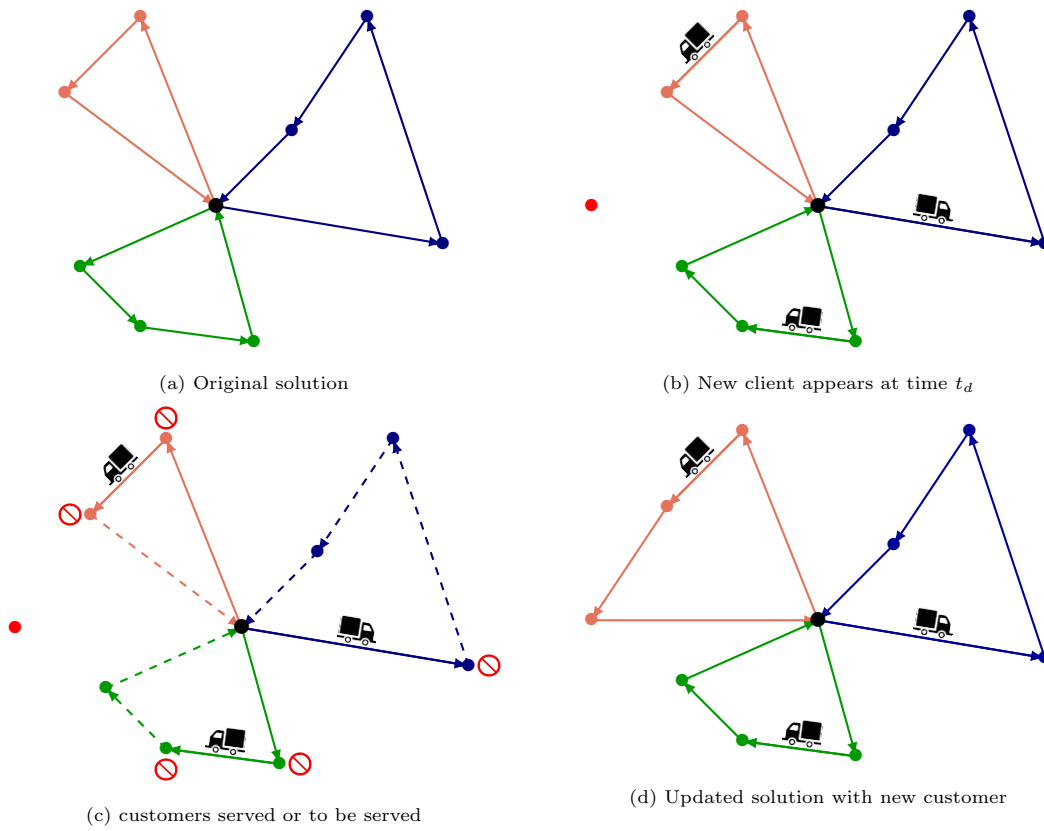 (a) Original solution
(b) New client appears at time t_d
(c) customers served or to be served
(d) Updated solution with new customer